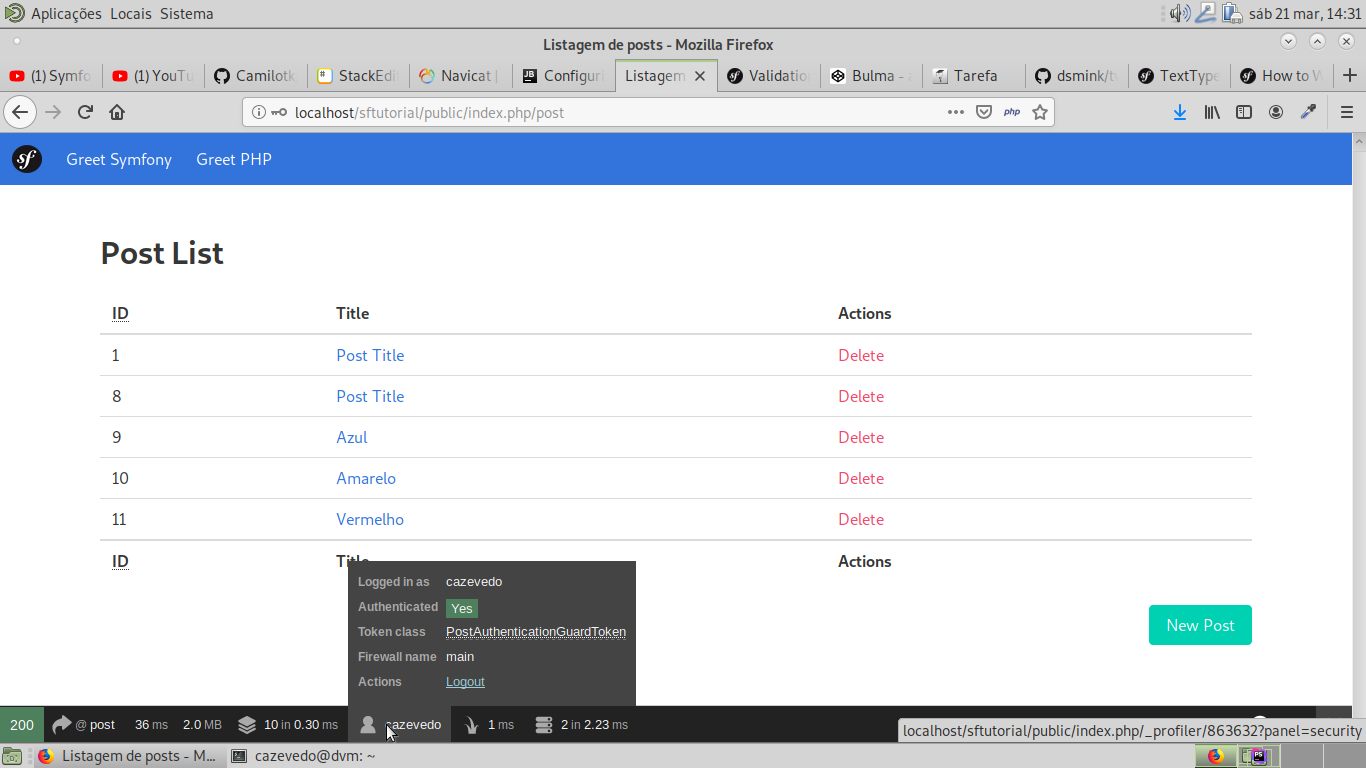 Aplicações Locais Sistema sáb 21 mar, 14:31
Listagem de posts - Mozilla Firefox
(1) Symfo (1) YouTu Camilotk StackEdi Navicat Configur Listagem Validatio Bulma - Tarefa dsmink/tw TextType How to W
localhost/sftutorial/public/index.php/post php
sf Greet Symfony Greet PHP
Post List
ID Title Actions
1 Post Title Delete
8 Post Title Delete
9 Azul Delete
10 Amarelo Delete
11 Vermelho Delete
ID Title Actions
Logged in as cazevedo
Authenticated Yes
Token class PostAuthenticationGuardToken
Firewall name main
Actions Logout
New Post
200 @ post 36 ms 2.0 MB 10 in 0.30 ms cazevedo 1 ms 2 in 2.23 ms
localhost/sftutorial/public/index.php/_profiler/863632?panel=security
Listagem de posts - M... cazevedo@dvm: ~